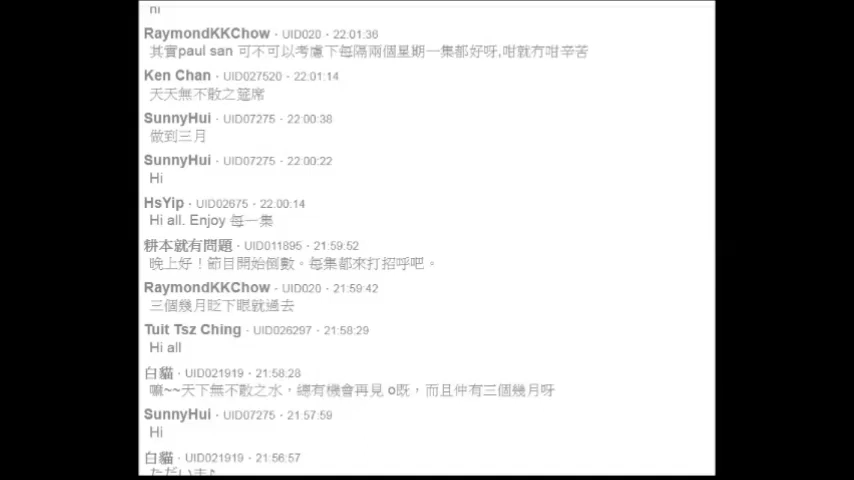 RaymondKKChow · UID020 · 22:01:36
其實paul san 可不可以考慮下每隔兩個星期一集都好呀,咁就冇咁辛苦
Ken Chan · UID027520 · 22:01:14
天天無不散之筵席
SunnyHui · UID07275 · 22:00:38
做到三月
SunnyHui · UID07275 · 22:00:22
Hi
HsYip · UID02675 · 22:00:14
Hi all. Enjoy 每一集
耕本就有問題 · UID011895 · 21:59:52
晚上好！節目開始倒數。每集都來打招呼吧。
RaymondKKChow · UID020 · 21:59:42
三個幾月眨下眼就過去
Tuit Tsz Ching · UID026297 · 21:58:29
Hi all
白貓 · UID021919 · 21:58:28
嘛~~天下無不散之水，總有機會再見 o既，而且仲有三個幾月呀
SunnyHui · UID07275 · 21:57:59
Hi
白貓 · UID021919 · 21:56:57
ただいま♪